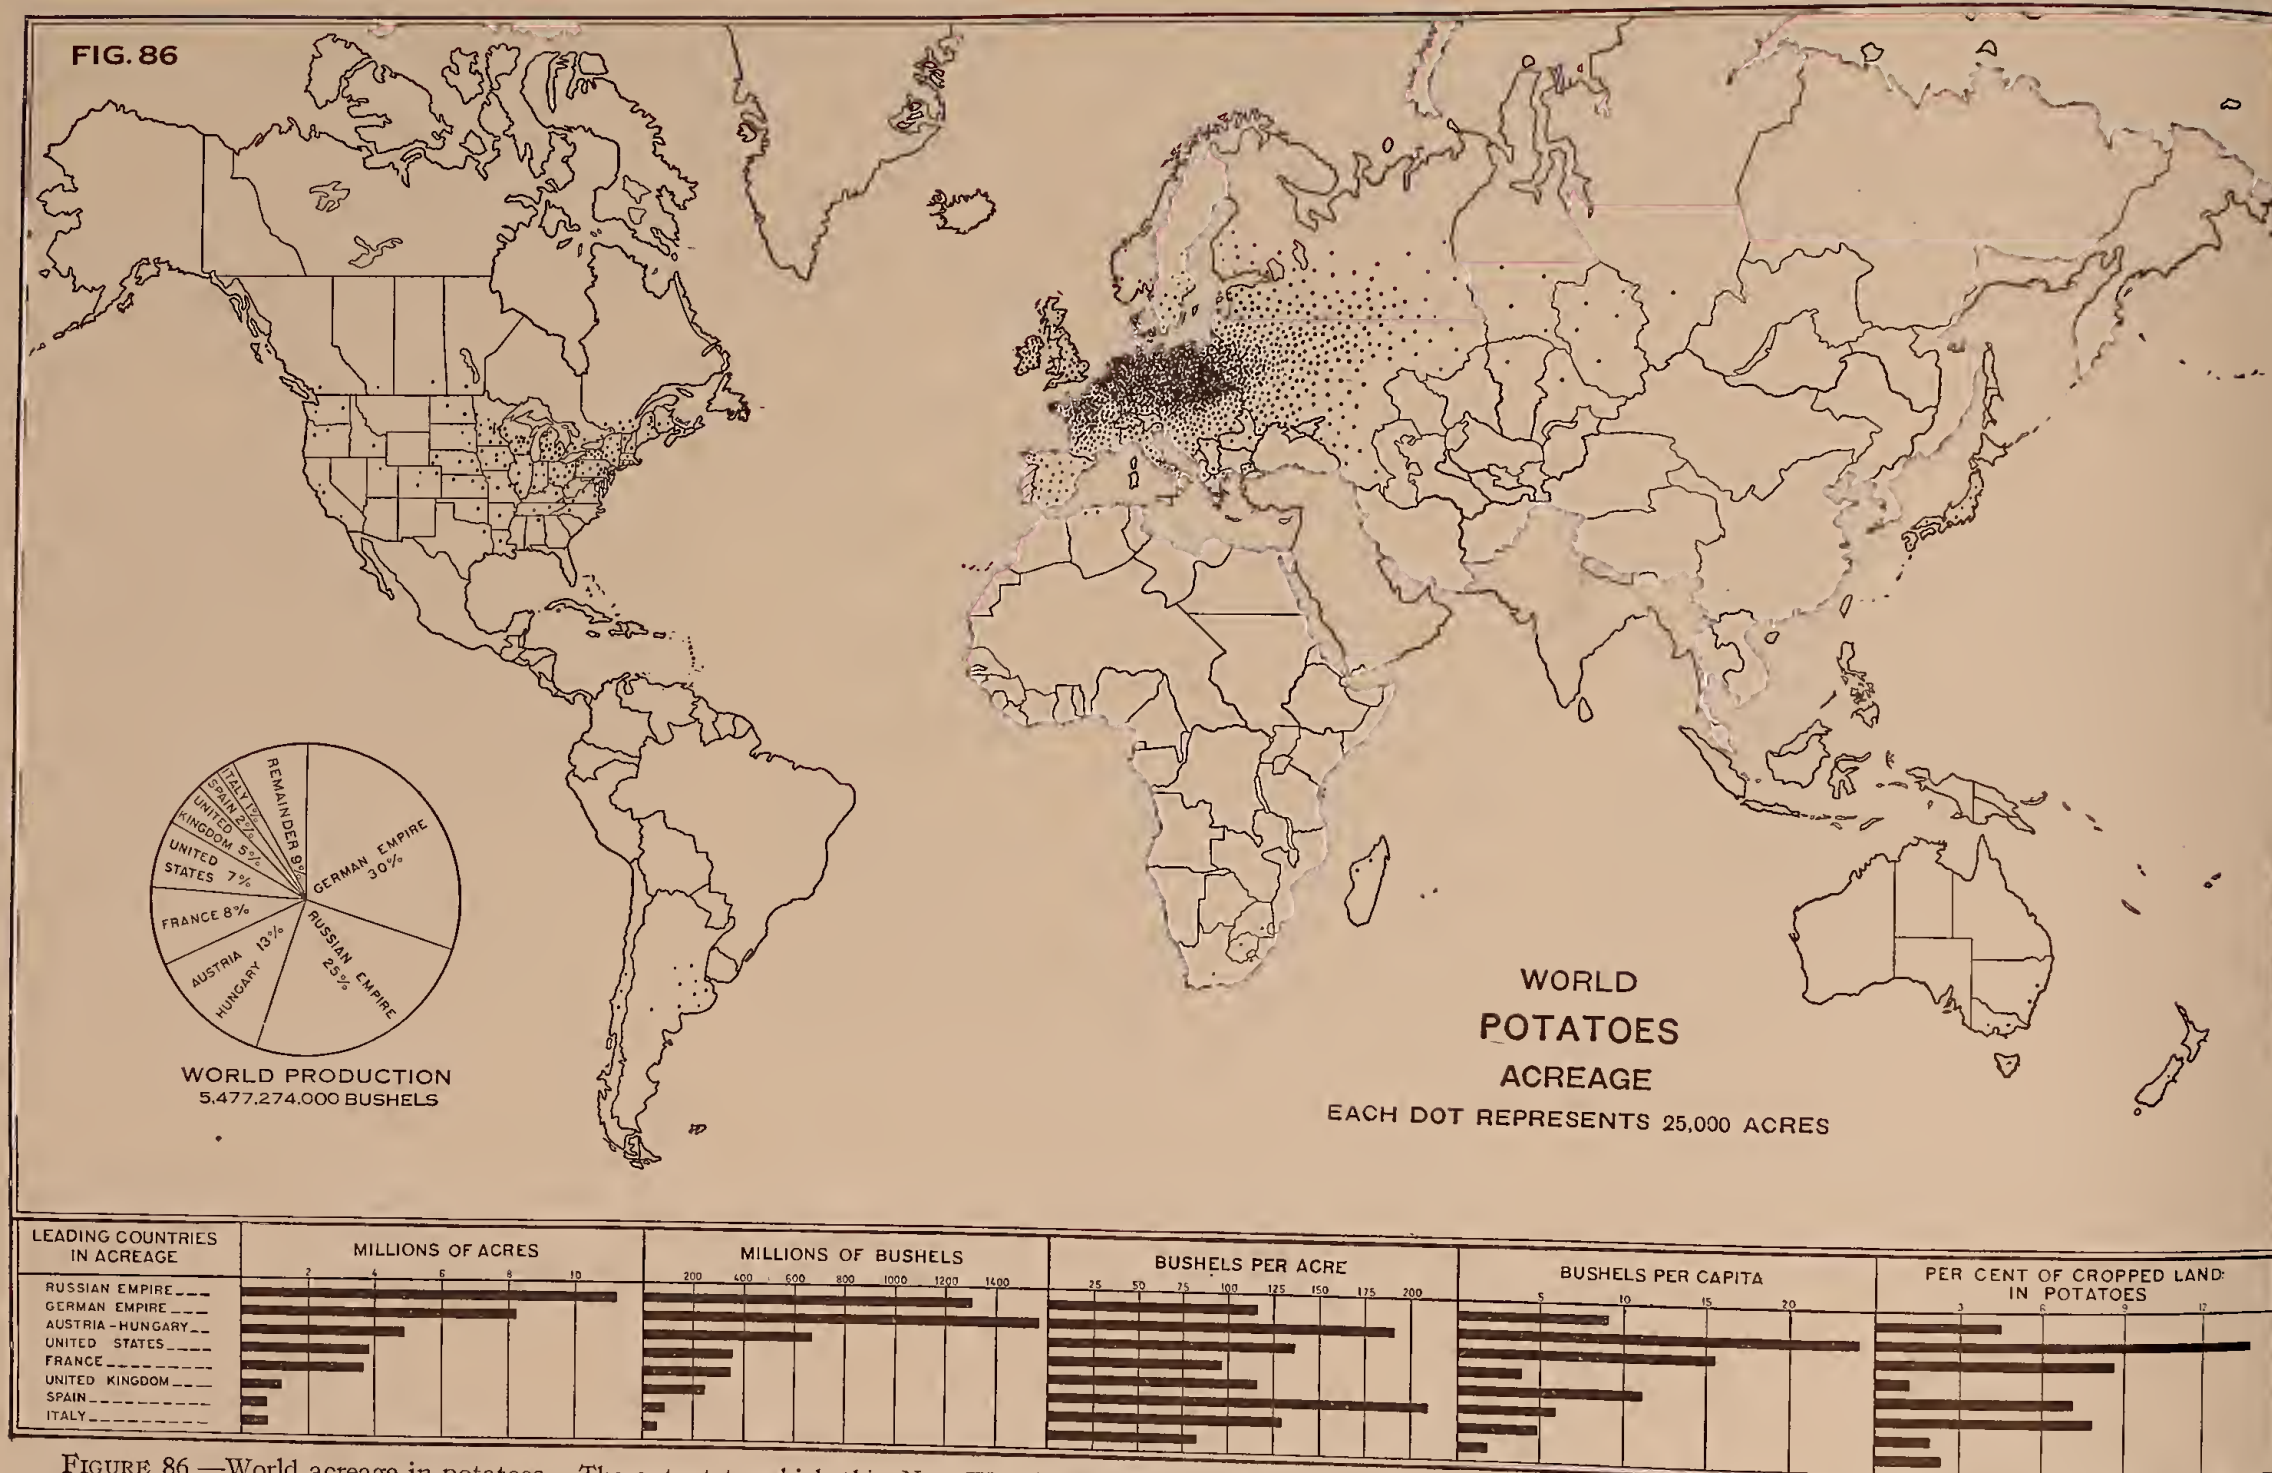 FIG. 86
REMAINDER 9%
ITALY 1%
SPAIN 2%
UNITED
KINGDOM 5%
UNITED
STATES 7%
FRANCE 8%
AUSTRIA
HUNGARY 13%
GERMAN EMPIRE
30%
RUSSIAN EMPIRE
25%
WORLD PRODUCTION
5,477,274,000 BUSHELS
WORLD
POTATOES
ACREAGE
EACH DOT REPRESENTS 25,000 ACRES
LEADING COUNTRIES
IN ACREAGE
RUSSIAN EMPIRE
GERMAN EMPIRE
AUSTRIA-HUNGARY
UNITED STATES
FRANCE
UNITED KINGDOM
SPAIN
ITALY
MILLIONS OF ACRES
2 4 6 8 10
MILLIONS OF BUSHELS
200 400 600 800 1000 1200 1400
BUSHELS PER ACRE
25 50 75 100 125 150 175 200
BUSHELS PER CAPITA
5 10 15 20
PER CENT OF CROPPED LAND:
IN POTATOES
3 6 9 12
FIGURE 86.—World acreage in potatoes.